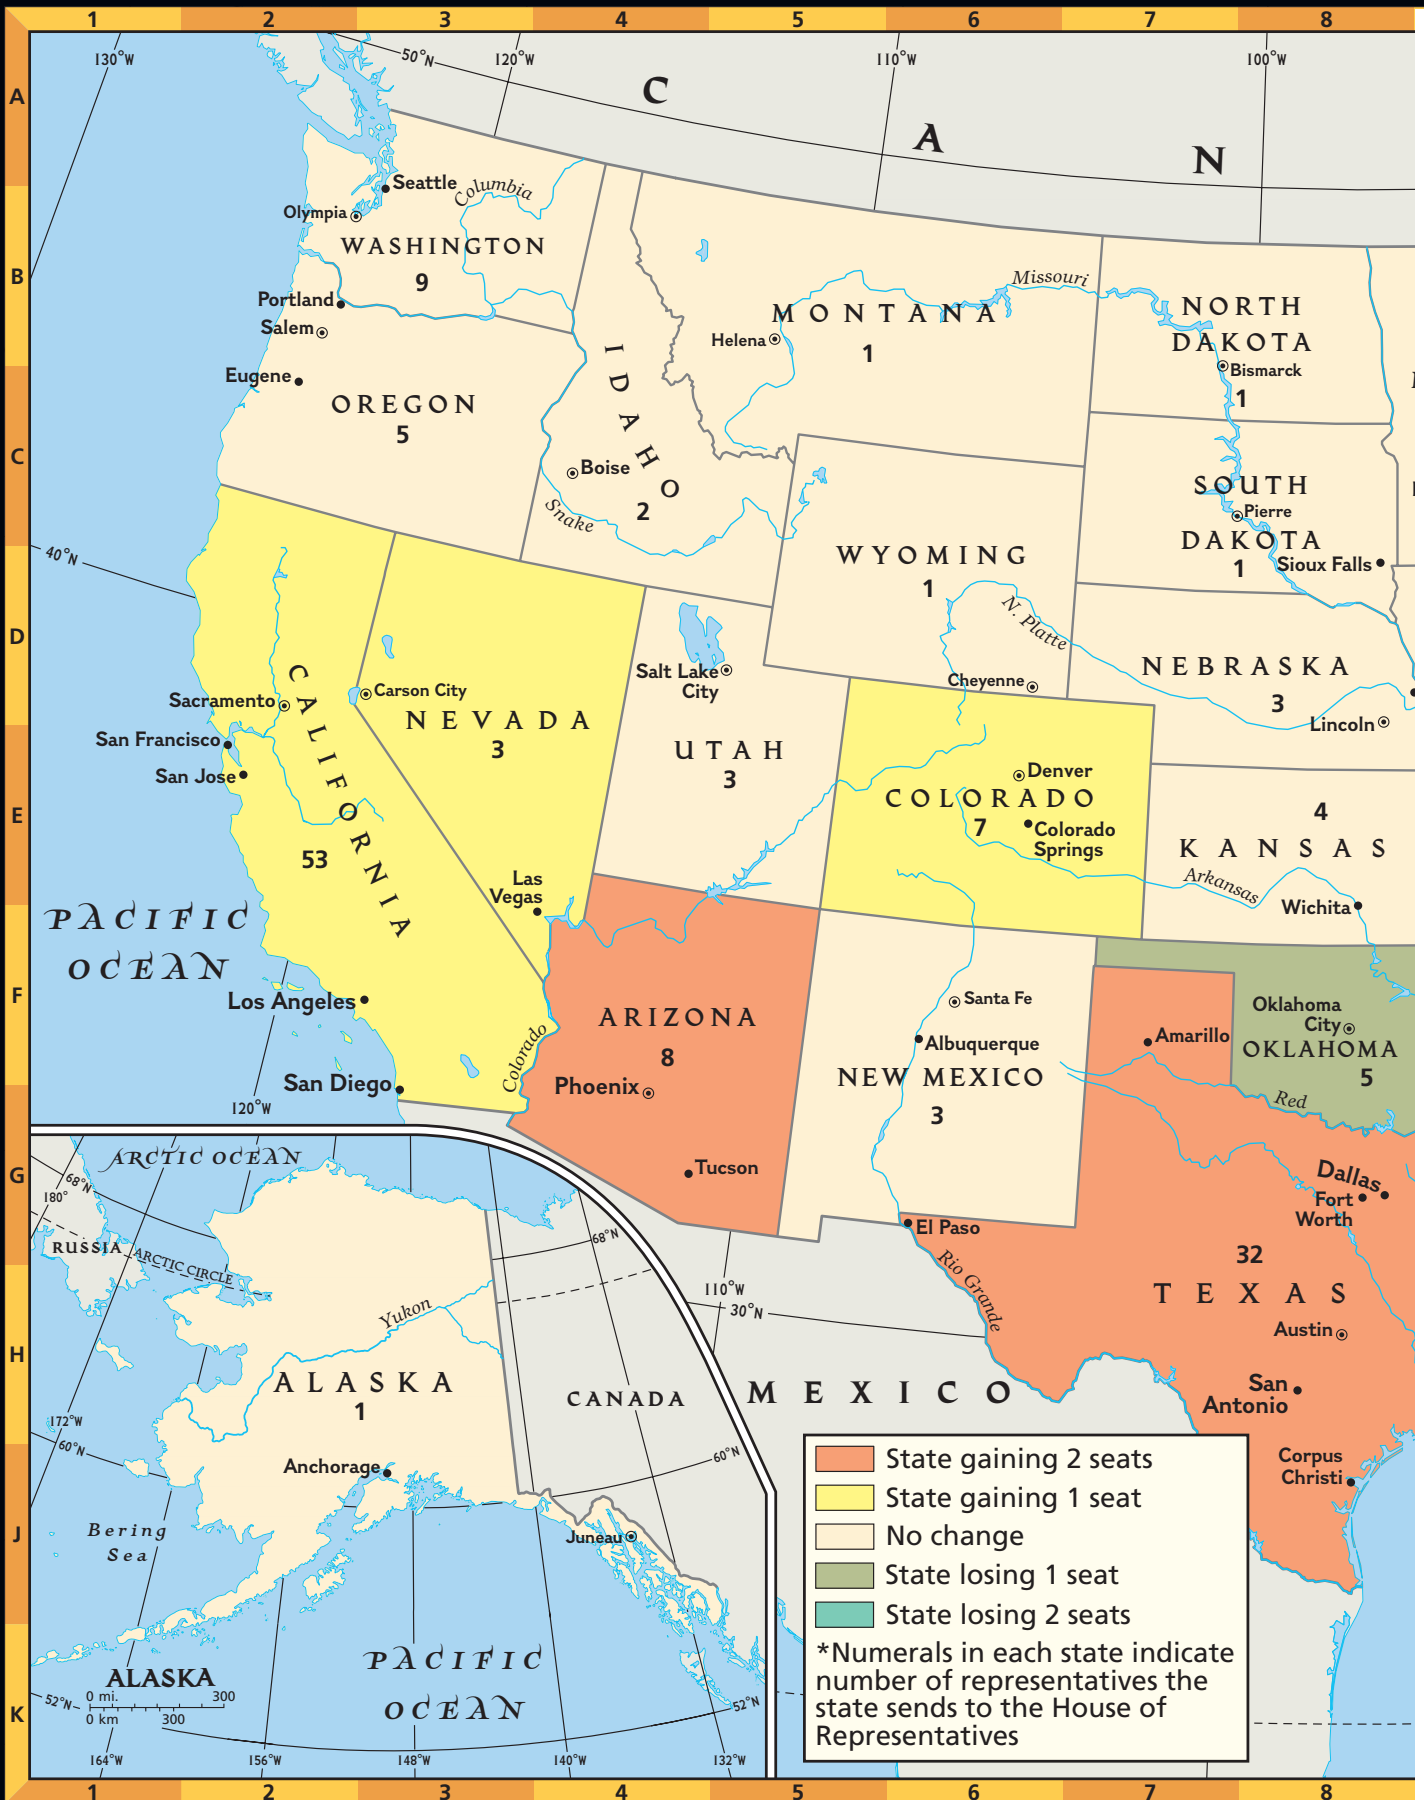 1 2 3 4 5 6 7 8
130°W
50°N
120°W
110°W
100°W
A
C
A
N
Seattle
Columbia
Olympia
WASHINGTON
9
B
Missouri
Portland
Salem
MONTANA
Helena
1
NORTH
DAKOTA
Bismarck
1
IDAHO
Eugene
OREGON
5
C
Boise
2
Snake
SOUTH
Pierre
DAKOTA
1
Sioux Falls
40°N
WYOMING
1
N. Platte
D
Salt Lake
City
Cheyenne
NEBRASKA
3
Lincoln
CALIFORNIA
Sacramento
Carson City
NEVADA
3
San Francisco
San Jose
UTAH
3
Denver
COLORADO
7
Colorado
Springs
E
4
KANSAS
53
Las
Vegas
Arkansas
Wichita
PACIFIC
OCEAN
F
Los Angeles
ARIZONA
8
Santa Fe
Albuquerque
Amarillo
Oklahoma
City
OKLAHOMA
5
Colorado
San Diego
Phoenix
NEW MEXICO
3
Red
120°W
ARCTIC OCEAN
G
68°N
180°
Tucson
Dallas
Fort
Worth
El Paso
RUSSIA
ARCTIC CIRCLE
68°N
Rio Grande
32
TEXAS
110°W
30°N
Yukon
Austin
H
ALASKA
1
CANADA
MEXICO
San
Antonio
172°W
60°N
60°N
Anchorage
Corpus
Christi
State gaining 2 seats
State gaining 1 seat
No change
State losing 1 seat
State losing 2 seats
*Numerals in each state indicate
number of representatives the
state sends to the House of
Representatives
J
Bering
Sea
Juneau
PACIFIC
OCEAN
ALASKA
0 mi. 300
0 km 300
K
52°N
52°N
164°W
156°W
148°W
140°W
132°W
1 2 3 4 5 6 7 8